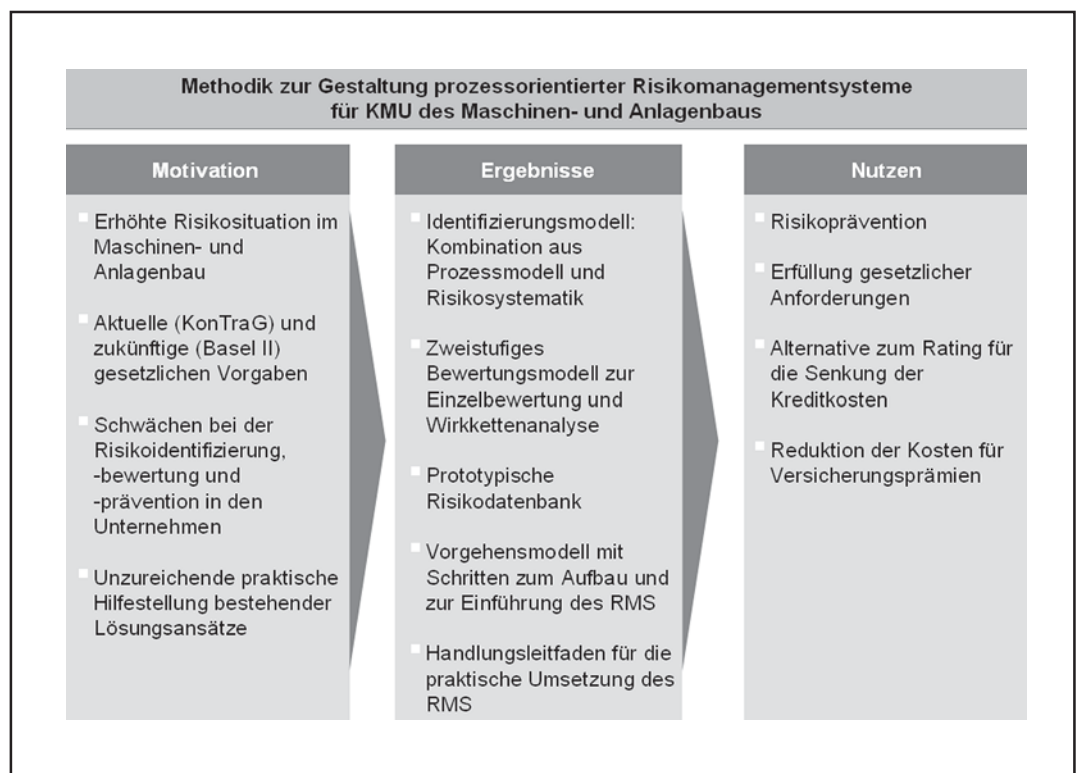 Methodik zur Gestaltung prozessorientierter Risikomanagementsysteme
für KMU des Maschinen- und Anlagenbaus
Motivation
Erhöhte Risikosituation im
Maschinen- und
Anlagenbau
Aktuelle (KonTraG) und
zukünftige (Basel II)
gesetzlichen Vorgaben
Schwächen bei der
Risikoidentifizierung,
-bewertung und
-prävention in den
Unternehmen
Unzureichende praktische
Hilfestellung bestehender
Lösungsansätze
Ergebnisse
Identifizierungsmodell:
Kombination aus
Prozessmodell und
Risikosystematik
Zweistufiges
Bewertungsmodell zur
Einzelbewertung und
Wirkkettenanalyse
Prototypische
Risikodatenbank
Vorgehensmodell mit
Schritten zum Aufbau und
zur Einführung des RMS
Handlungsleitfaden für die
praktische Umsetzung des
RMS
Nutzen
Risikoprävention
Erfüllung gesetzlicher
Anforderungen
Alternative zum Rating für
die Senkung der
Kreditkosten
Reduktion der Kosten für
Versicherungsprämien